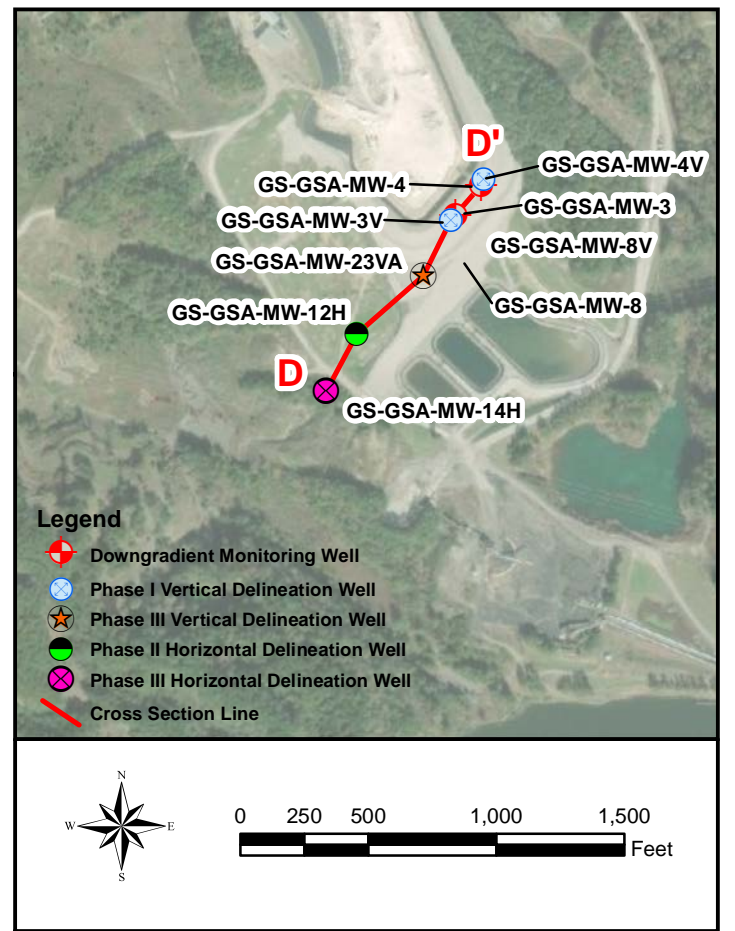 D'
GS-GSA-MW-4V
GS-GSA-MW-4
GS-GSA-MW-3
GS-GSA-MW-3V
GS-GSA-MW-8V
GS-GSA-MW-23VA
GS-GSA-MW-8
GS-GSA-MW-12H
D
GS-GSA-MW-14H
Legend
Downgradient Monitoring Well
Phase I Vertical Delineation Well
Phase III Vertical Delineation Well
Phase II Horizontal Delineation Well
Phase III Horizontal Delineation Well
Cross Section Line
N
W E
S
0 250 500 1,000 1,500
Feet